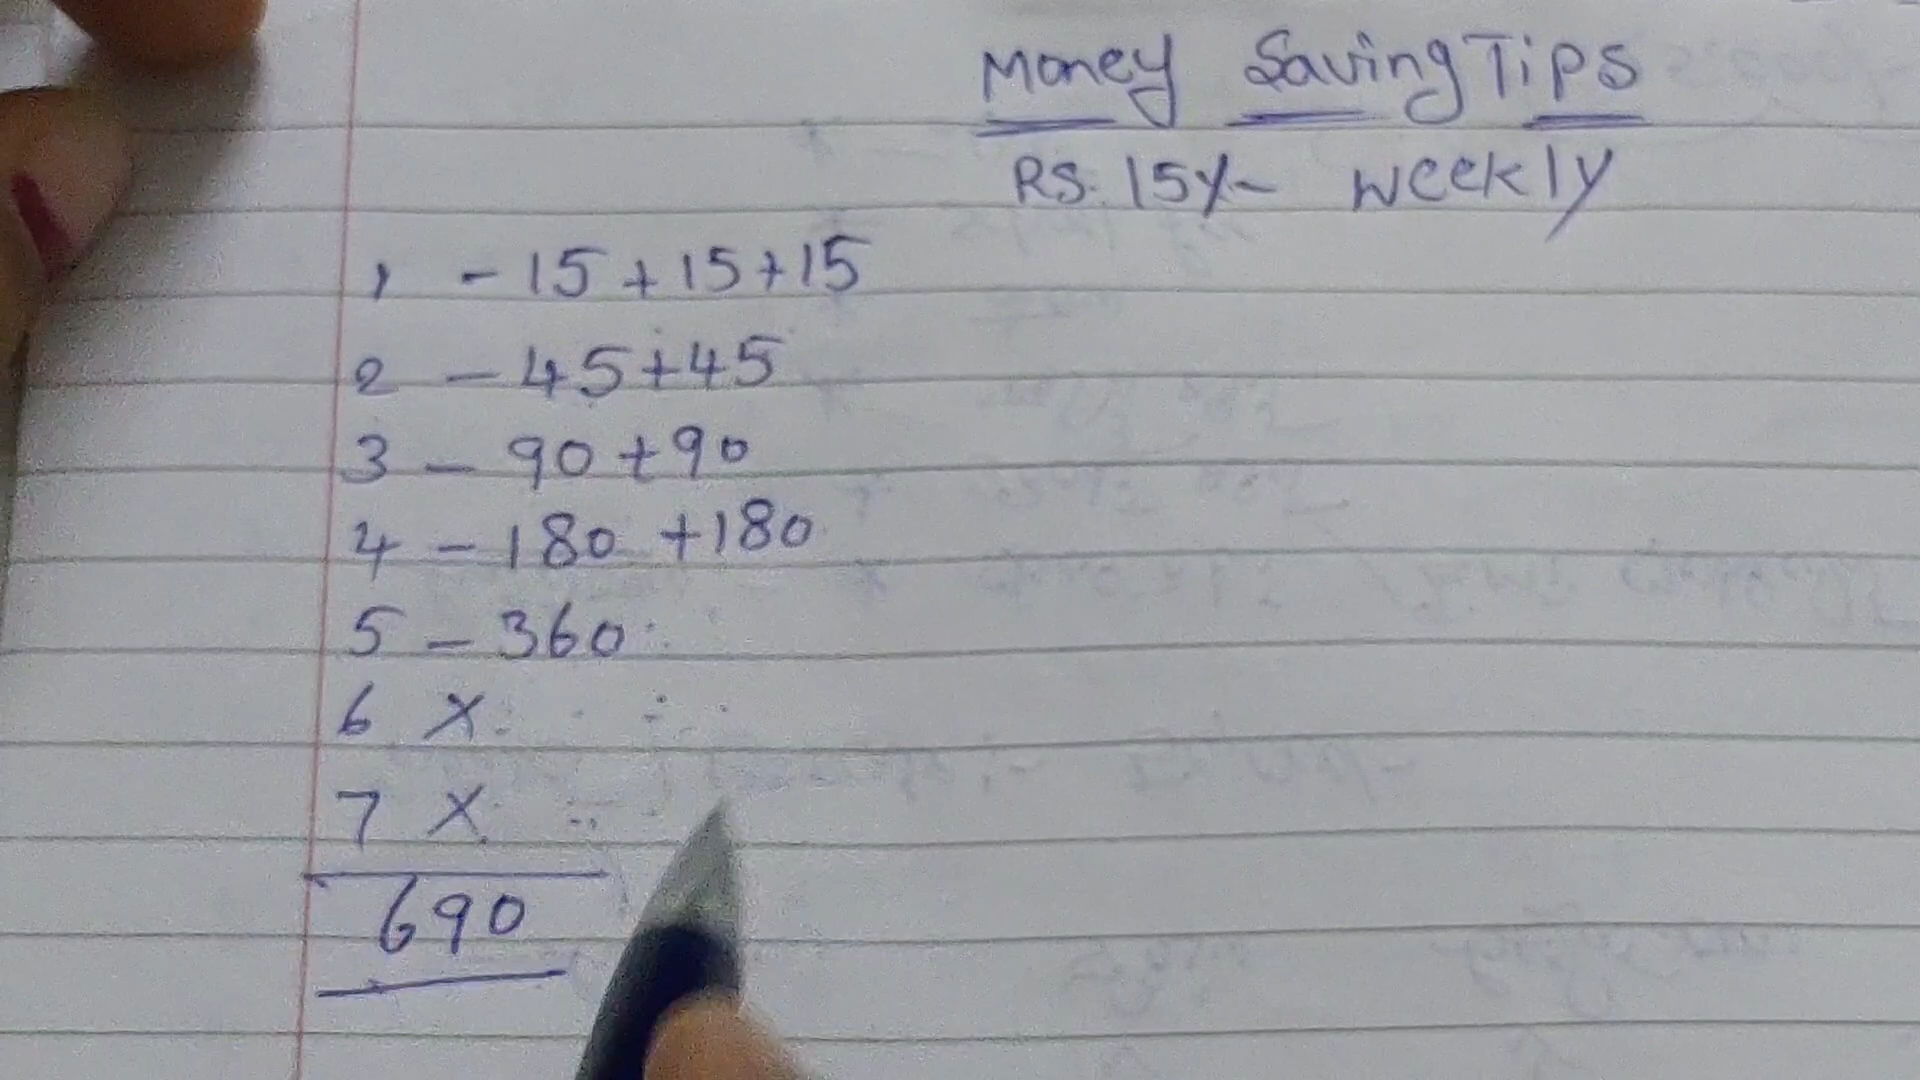 Money Saving Tips
RS. 15/- weekly
1 - 15 + 15 + 15
2 - 45 + 45
3 - 90 + 90
4 - 180 + 180
5 - 360
6 X
7 X
690